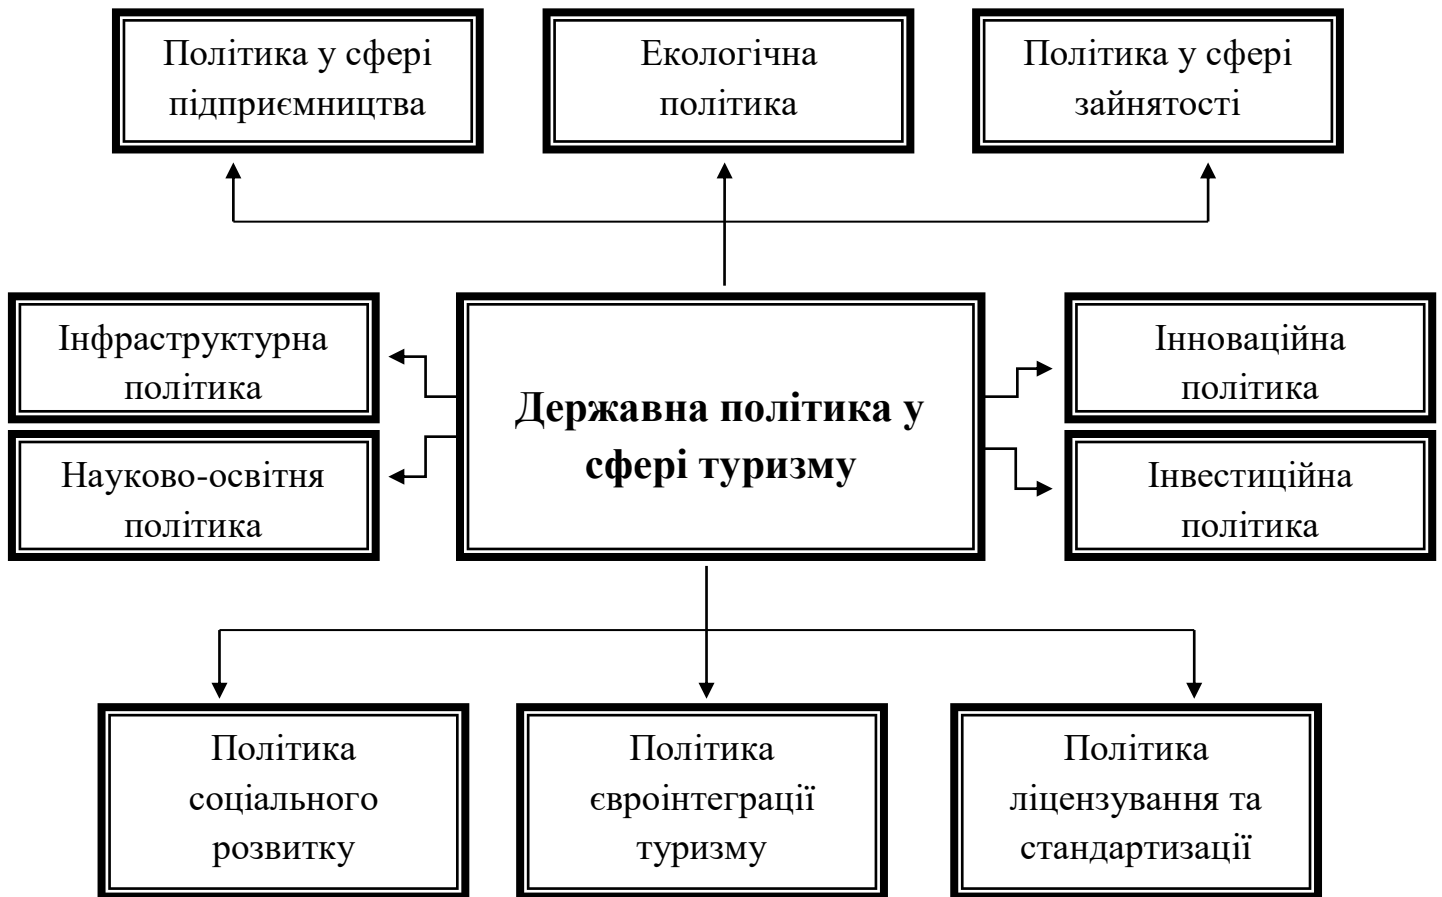 Політика у сфері
підприємництва
Екологічна
політика
Політика у сфері
зайнятості
Інфраструктурна
політика
Науково-освітня
політика
Державна політика у
сфері туризму
Інноваційна
політика
Інвестиційна
політика
Політика
соціального
розвитку
Політика
євроінтеграції
туризму
Політика
ліцензування та
стандартизації